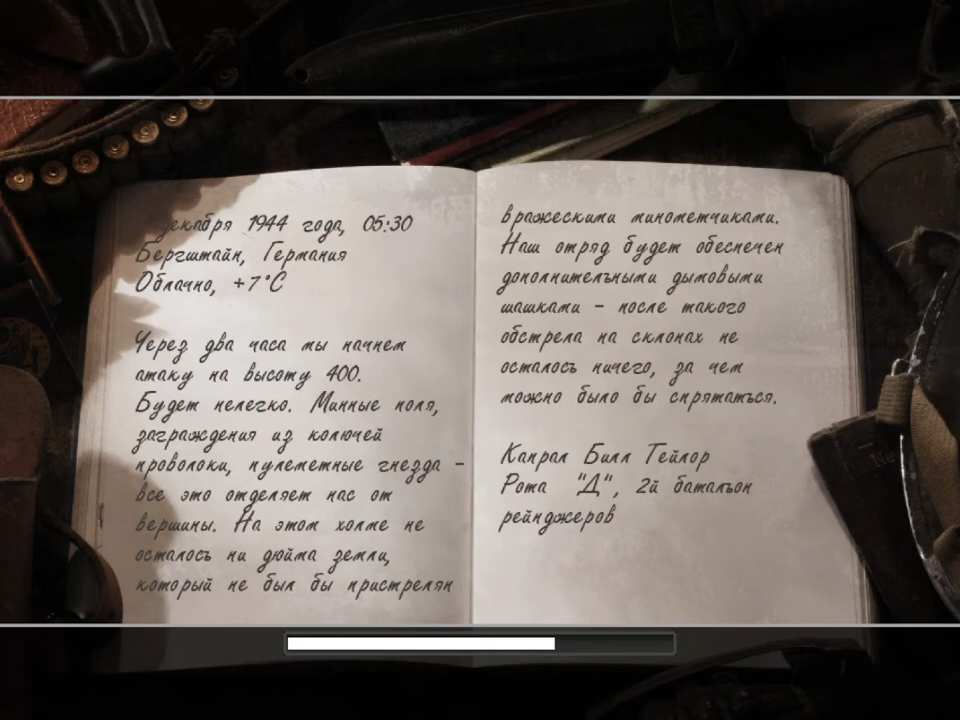 декабря 1944 года, 05:30
Бергштайн, Германия
Облачно, +7°C
Через два часа мы начнем
атаку на высоту 400.
Будет нелегко. Минные поля,
заграждения из колючей
проволоки, пулеметные гнезда -
все это отделяет нас от
вершины. На этом холме не
осталось ни дюйма земли,
который не был бы пристрелян
вражескими минометчиками.
Наш отряд будет обеспечен
дополнительными дымовыми
шашками - после такого
обстрела на склонах не
осталось ничего, за чем
можно было бы спрятаться.
Капрал Билл Тейлор
Рота "Д", 2й батальон
рейнджеров